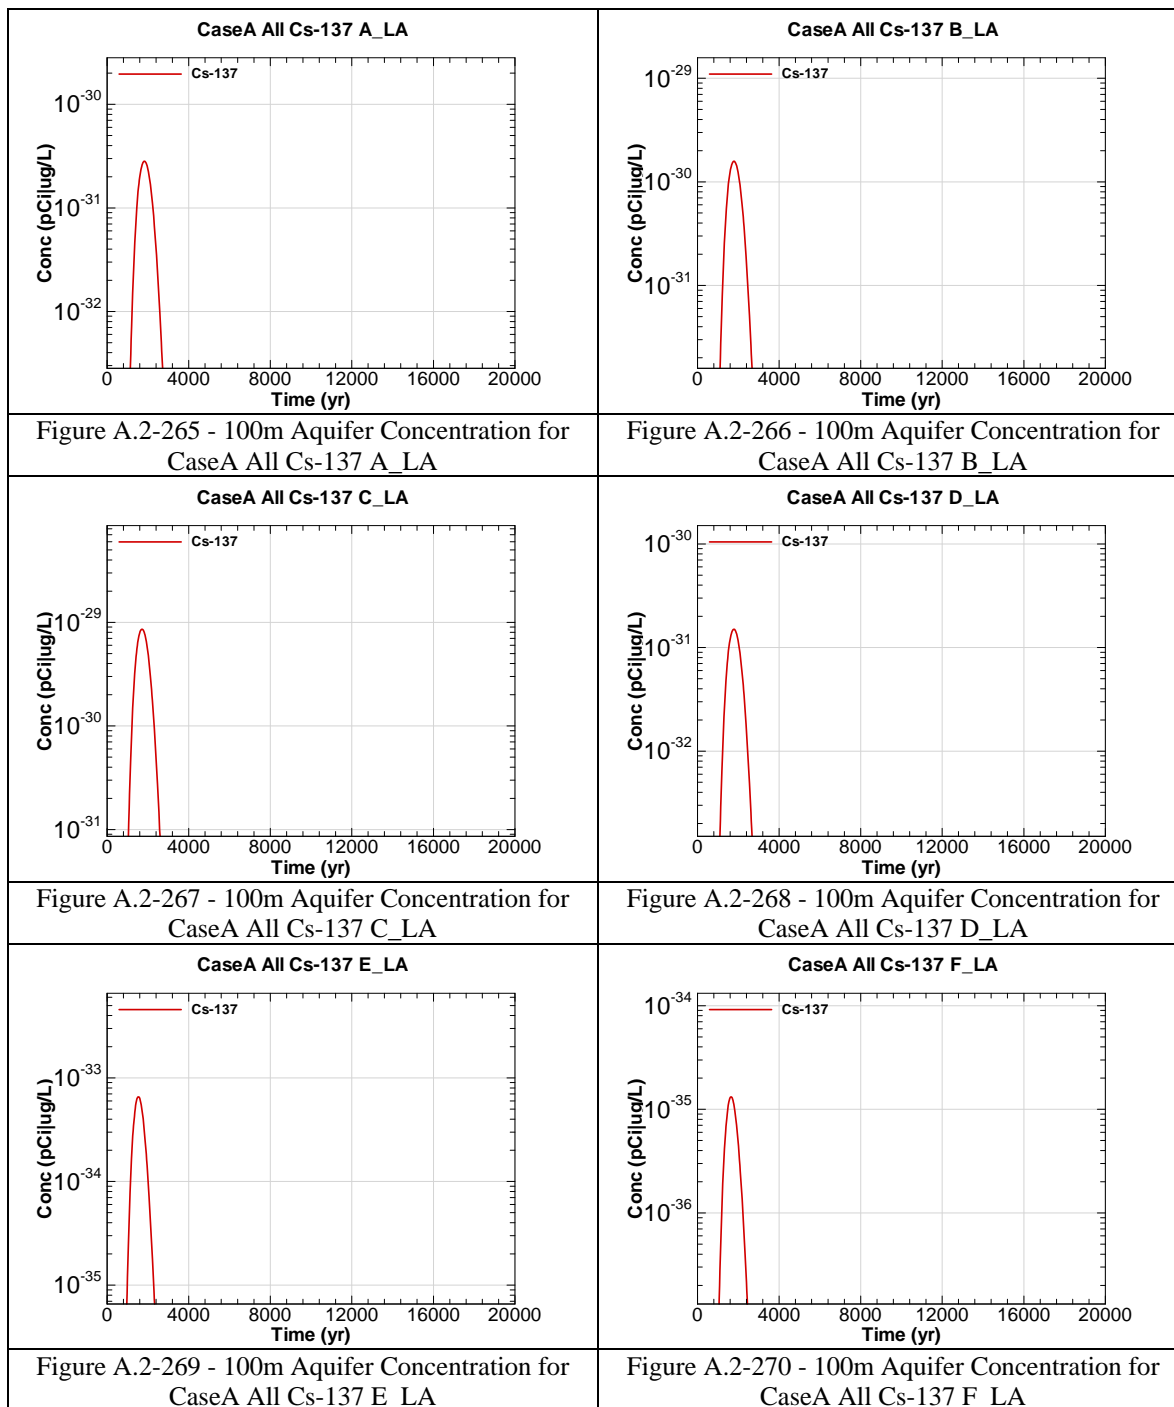 CaseA All Cs-137 A_LA
Cs-137
Conc (pCi|ug/L)
10-30
10-31
10-32
0 4000 8000 12000 16000 20000
Time (yr)
Figure A.2-265 - 100m Aquifer Concentration for
CaseA All Cs-137 A_LA
CaseA All Cs-137 B_LA
Cs-137
Conc (pCi|ug/L)
10-29
10-30
10-31
0 4000 8000 12000 16000 20000
Time (yr)
Figure A.2-266 - 100m Aquifer Concentration for
CaseA All Cs-137 B_LA
CaseA All Cs-137 C_LA
Cs-137
Conc (pCi|ug/L)
10-29
10-30
10-31
0 4000 8000 12000 16000 20000
Time (yr)
Figure A.2-267 - 100m Aquifer Concentration for
CaseA All Cs-137 C_LA
CaseA All Cs-137 D_LA
Cs-137
Conc (pCi|ug/L)
10-30
10-31
10-32
0 4000 8000 12000 16000 20000
Time (yr)
Figure A.2-268 - 100m Aquifer Concentration for
CaseA All Cs-137 D_LA
CaseA All Cs-137 E_LA
Cs-137
Conc (pCi|ug/L)
10-33
10-34
10-35
0 4000 8000 12000 16000 20000
Time (yr)
Figure A.2-269 - 100m Aquifer Concentration for
CaseA All Cs-137 E_LA
CaseA All Cs-137 F_LA
Cs-137
Conc (pCi|ug/L)
10-34
10-35
10-36
0 4000 8000 12000 16000 20000
Time (yr)
Figure A.2-270 - 100m Aquifer Concentration for
CaseA All Cs-137 F_LA